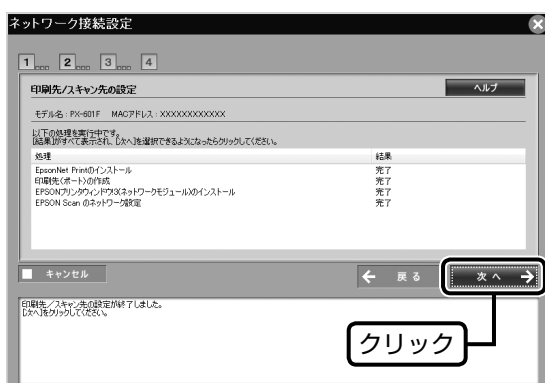 ネットワーク接続設定
1 2 3 4
印刷先/スキャン先の設定
ヘルプ
モデル名：PX-601F MACアドレス：XXXXXXXXXXXX
以下の処理を実行中です。
[結果]がすべて表示され、[次へ]を選択できるようになったらクリックしてください。
処理 結果
EpsonNet Printのインストール 完了
印刷先(ポート)の作成 完了
EPSONプリンタウィンドウ!3(ネットワークモジュール)のインストール 完了
EPSON Scan のネットワーク設定 完了
キャンセル 戻る 次へ
印刷先／スキャン先の設定が終了しました。
[次へ]をクリックしてください。
クリック